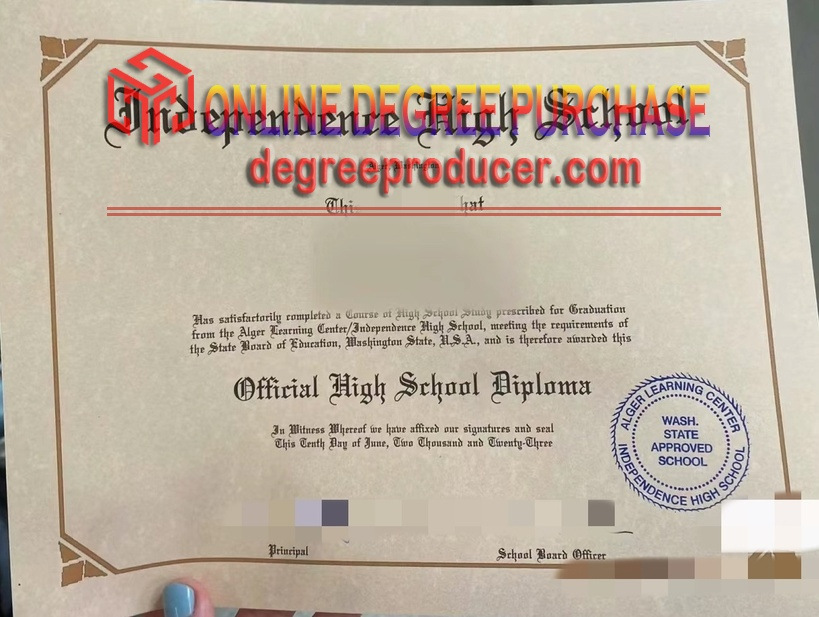 Independence High School
ONLINE DEGREE PURCHASE
Alger, Washington
degreeproducer.com
hat
Has satisfactorily completed a Course of High School Study prescribed for Graduation
from the Alger Learning Center/Independence High School, meeting the requirements of
the State Board of Education, Washington State, U.S.A., and is therefore awarded this
Official High School Diploma
In Witness Whereof we have affixed our signatures and seal
This Tenth Day of June, Two Thousand and Twenty-Three
ALGER LEARNING CENTER
WASH.
STATE
APPROVED
SCHOOL
INDEPENDENCE HIGH SCHOOL
Principal
School Board Officer